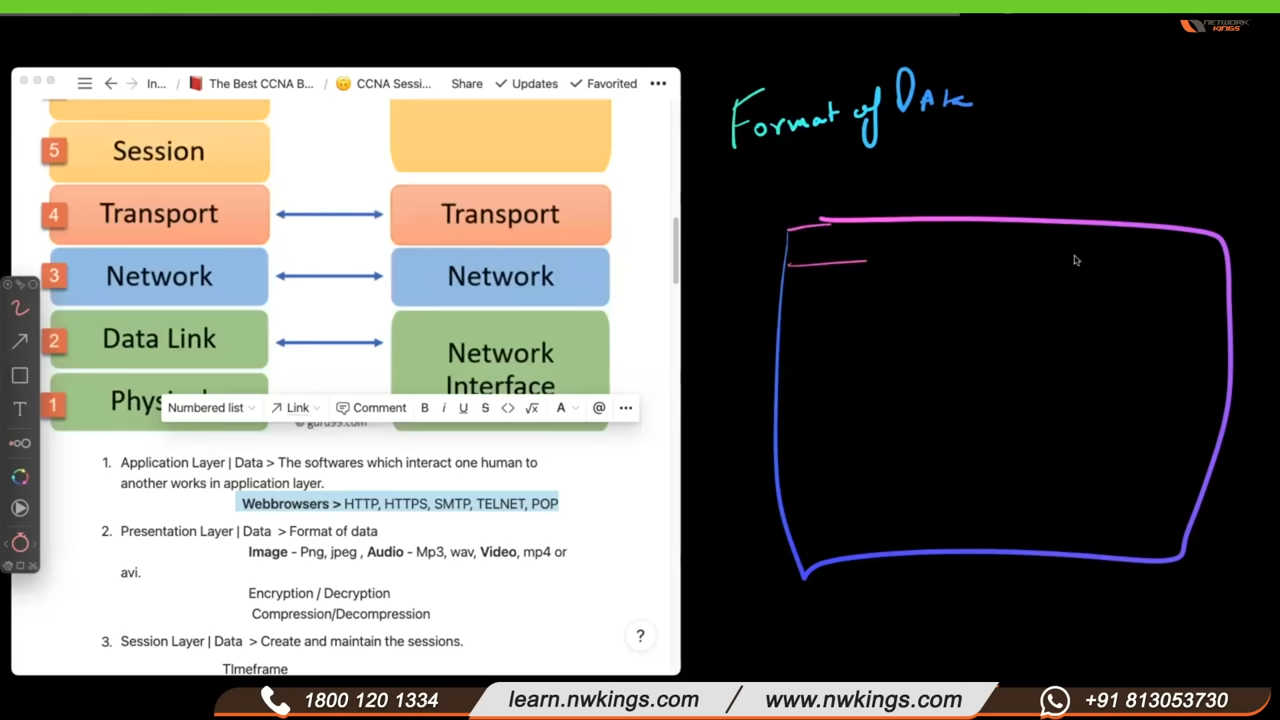 NETWORK
KINGS
In... / The Best CCNA B... / CCNA Sessi... Share Updates Favorited
Format of
5 Session
4 Transport Transport
3 Network Network
2 Data Link Network
Interface
1
Numbered list Link Comment B i U S <> √x A @ ...
© guru99.com
1. Application Layer | Data > The softwares which interact one human to
another works in application layer.
Webbrowsers > HTTP, HTTPS, SMTP, TELNET, POP
2. Presentation Layer | Data > Format of data
Image - Png, jpeg , Audio - Mp3, wav, Video, mp4 or
avi.
Encryption / Decryption
Compression/Decompression
3. Session Layer | Data > Create and maintain the sessions.
TImeframe
?
1800 120 1334 learn.nwkings.com / www.nwkings.com +91 813053730